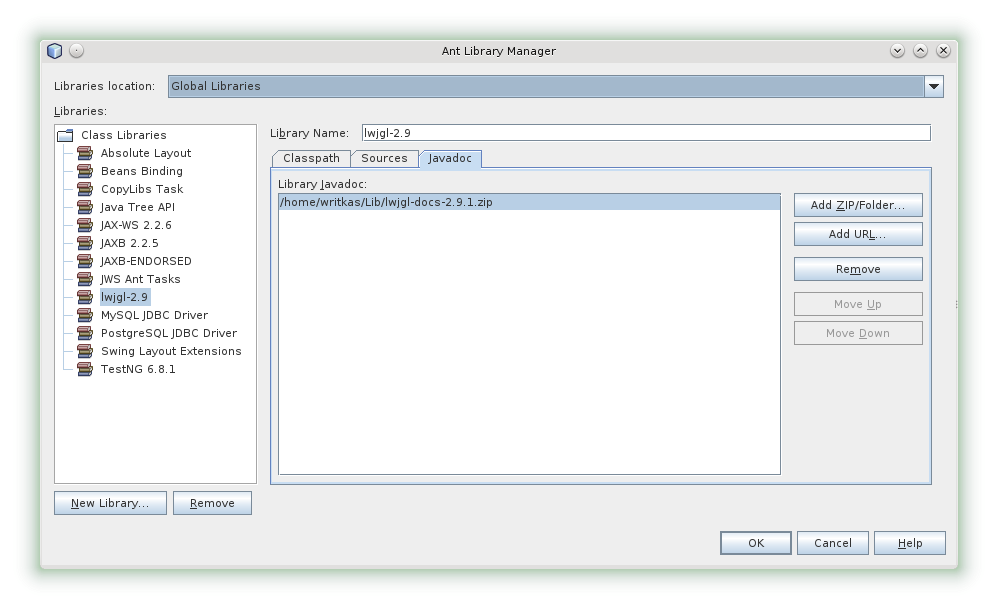 Ant Library Manager
Libraries location: Global Libraries
Libraries:
Class Libraries
Absolute Layout
Beans Binding
CopyLibs Task
Java Tree API
JAX-WS 2.2.6
JAXB 2.2.5
JAXB-ENDORSED
JWS Ant Tasks
lwjgl-2.9
MySQL JDBC Driver
PostgreSQL JDBC Driver
Swing Layout Extensions
TestNG 6.8.1
New Library... Remove
Library Name: lwjgl-2.9
Classpath Sources Javadoc
Library Javadoc:
/home/writkas/Lib/lwjgl-docs-2.9.1.zip
Add ZIP/Folder...
Add URL...
Remove
Move Up
Move Down
OK Cancel Help